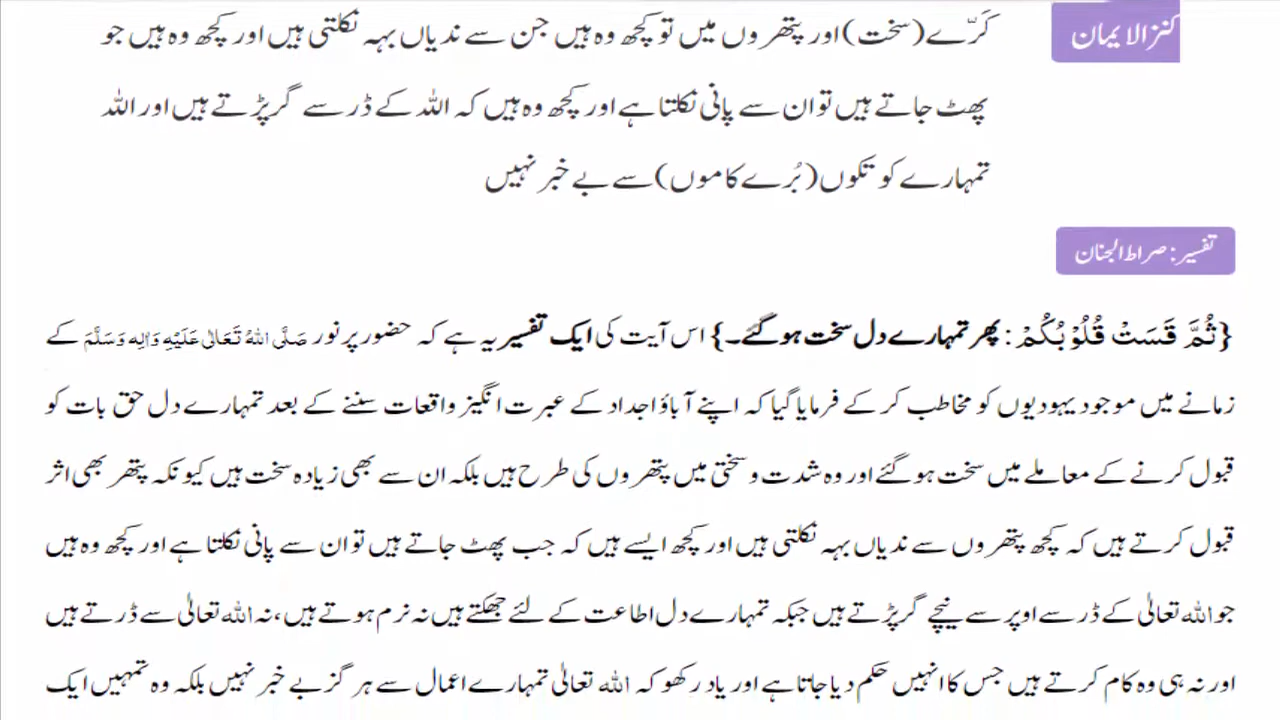 کنزالایمان
کَرّے(سخت)اور پتھروں میں تو کچھ وہ ہیں جن سے ندیاں بہہ نکلتی ہیں اور کچھ وہ ہیں جو
پھٹ جاتے ہیں تو ان سے پانی نکلتا ہے اور کچھ وہ ہیں کہ اللہ کے ڈر سے گر پڑتے ہیں اور اللہ
تمہارے کوتکوں(بُرے کاموں)سے بے خبر نہیں
تفسیر : صراط الجنان
{ثُمَّ قَسَتْ قُلُوْبُكُمْ: پھر تمہارے دل سخت ہوگئے۔} اس آیت کی ایک تفسیر یہ ہے کہ حضور پرنور صَلَّی اللہُ تَعَالٰی عَلَیْہِ وَاٰلِہٖ وَسَلَّمَ کے
زمانے میں موجود یہودیوں کو مخاطب کر کے فرمایا گیا کہ اپنے آباؤ اجداد کے عبرت انگیز واقعات سننے کے بعد تمہارے دل حق بات کو
قبول کرنے کے معاملے میں سخت ہوگئے اور وہ شدت و سختی میں پتھروں کی طرح ہیں بلکہ ان سے بھی زیادہ سخت ہیں کیونکہ پتھر بھی اثر
قبول کرتے ہیں کہ کچھ پتھروں سے ندیاں بہہ نکلتی ہیں اور کچھ ایسے ہیں کہ جب پھٹ جاتے ہیں تو ان سے پانی نکلتا ہے اور کچھ وہ ہیں
جو اللہ تعالیٰ کے ڈر سے اوپر سے نیچے گر پڑتے ہیں جبکہ تمہارے دل اطاعت کے لئے جھکتے ہیں نہ نرم ہوتے ہیں، نہ اللہ تعالیٰ سے ڈرتے ہیں
اور نہ ہی وہ کام کرتے ہیں جس کا انہیں حکم دیا جاتا ہے اور یاد رکھو کہ اللہ تعالیٰ تمہارے اعمال سے ہر گز بے خبر نہیں بلکہ وہ تمہیں ایک